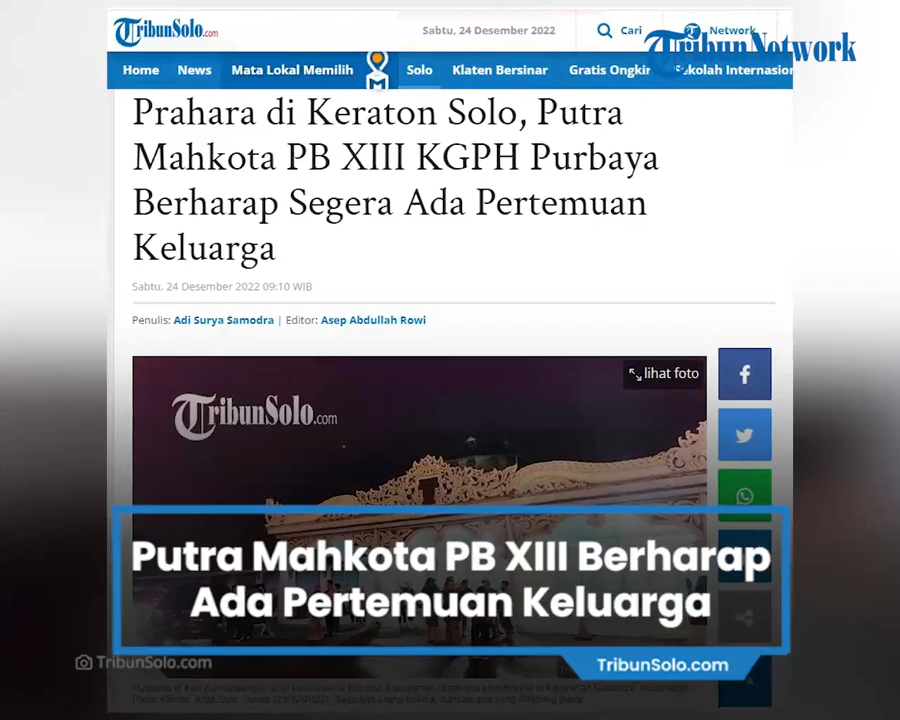 TribunSolo.com
Sabtu, 24 Desember 2022
Cari
Network
TribunNetwork
Home News Mata Lokal Memilih M Solo Klaten Bersinar Gratis Ongkir Sekolah Internasion
Prahara di Keraton Solo, Putra
Mahkota PB XIII KGPH Purbaya
Berharap Segera Ada Pertemuan
Keluarga
Sabtu, 24 Desember 2022 09:10 WIB
Penulis: Adi Surya Samodra | Editor: Asep Abdullah Rowi
lihat foto
TribunSolo.com
Putra Mahkota PB XIII Berharap
Ada Pertemuan Keluarga
TribunSolo.com
TribunSolo.com